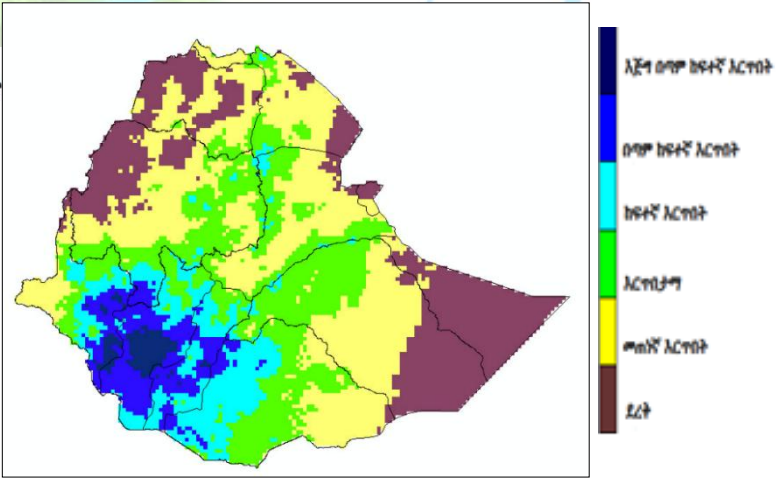 እጅግ በጣም ከፍተኛ እርጥበት
በጣም ከፍተኛ እርጥበት
ከፍተኛ እርጥበት
እርጥበታማ
መጠነኛ እርጥበት
ደረቅ